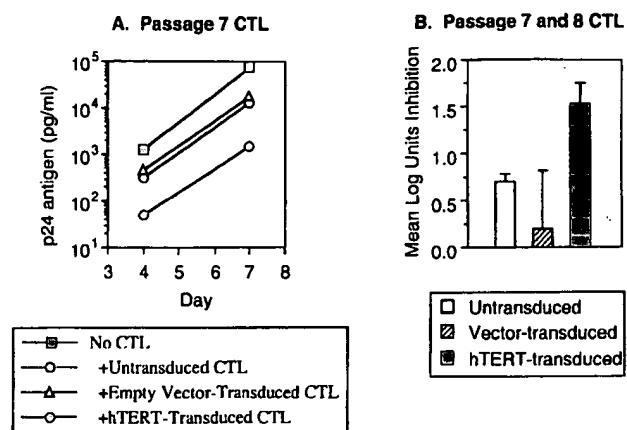 A. Passage 7 CTL
p24 antigen (pg/ml)
10^5
10^4
10^3
10^2
10^1
3 4 5 6 7 8
Day
No CTL
+Untransduced CTL
+Empty Vector-Transduced CTL
+hTERT-Transduced CTL
B. Passage 7 and 8 CTL
Mean Log Units Inhibition
2.0
1.5
1.0
0.5
0.0
Untransduced
Vector-transduced
hTERT-transduced